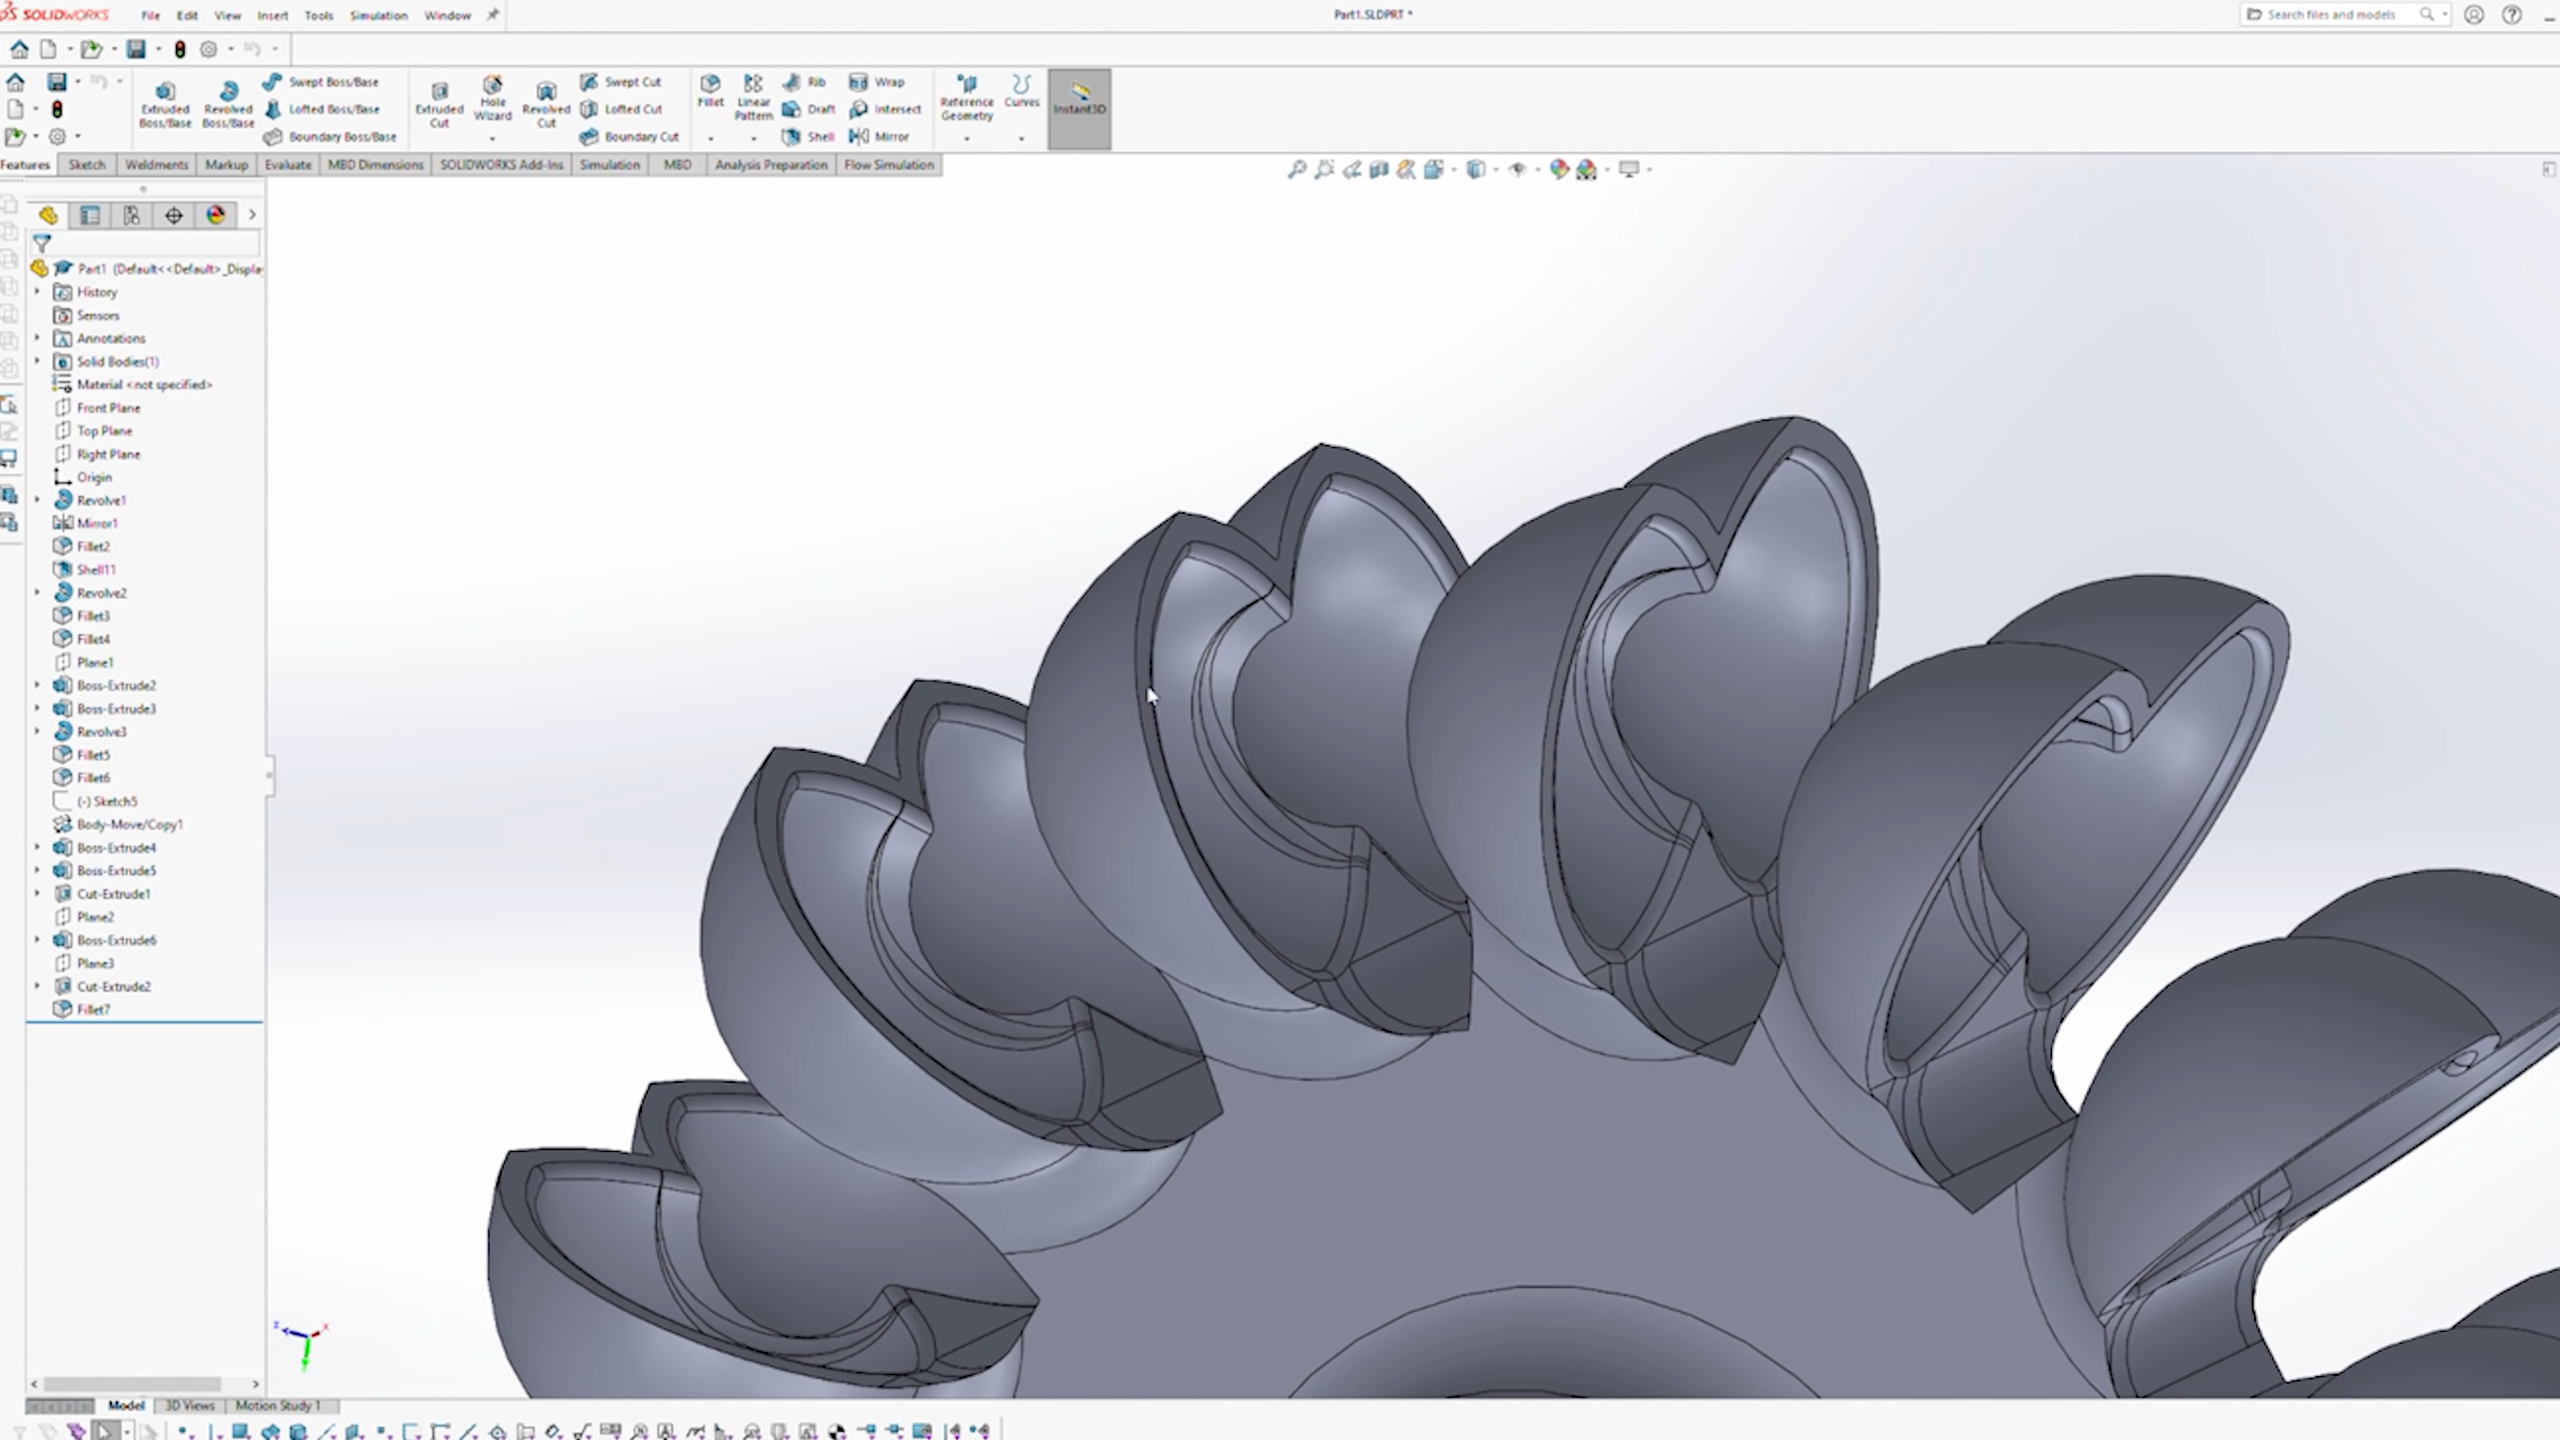 SOLIDWORKS File Edit View Insert Tools Simulation Window Part1.SLDPRT * Search files and models
Extruded Boss/Base
Revolved Boss/Base
Swept Boss/Base
Lofted Boss/Base
Boundary Boss/Base
Extruded Cut
Hole Wizard
Revolved Cut
Swept Cut
Lofted Cut
Boundary Cut
Fillet
Linear Pattern
Rib
Draft
Shell
Wrap
Intersect
Mirror
Reference Geometry
Curves
Instant3D
Features Sketch Weldments Markup Evaluate MBD Dimensions SOLIDWORKS Add-Ins Simulation MBD Analysis Preparation Flow Simulation
Part1 (Default<<Default>_Displa
History
Sensors
Annotations
Solid Bodies(1)
Material <not specified>
Front Plane
Top Plane
Right Plane
Origin
Revolve1
Mirror1
Fillet2
Shell11
Revolve2
Fillet3
Fillet4
Plane1
Boss-Extrude2
Boss-Extrude3
Revolve3
Fillet5
Fillet6
(-) Sketch5
Body-Move/Copy1
Boss-Extrude4
Boss-Extrude5
Cut-Extrude1
Plane2
Boss-Extrude6
Plane3
Cut-Extrude2
Fillet7
Model 3D Views Motion Study 1